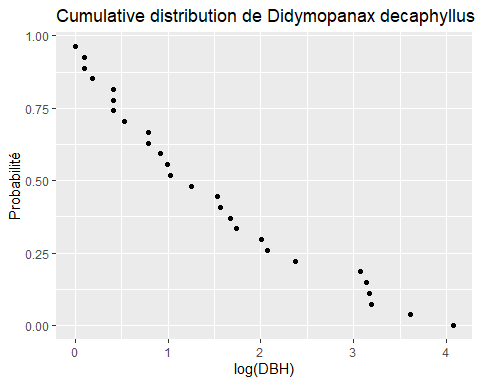 Cumulative distribution de Didymopanax decaphyllus
Probabilité
1.00
0.75
0.50
0.25
0.00
0 1 2 3 4
log(DBH)